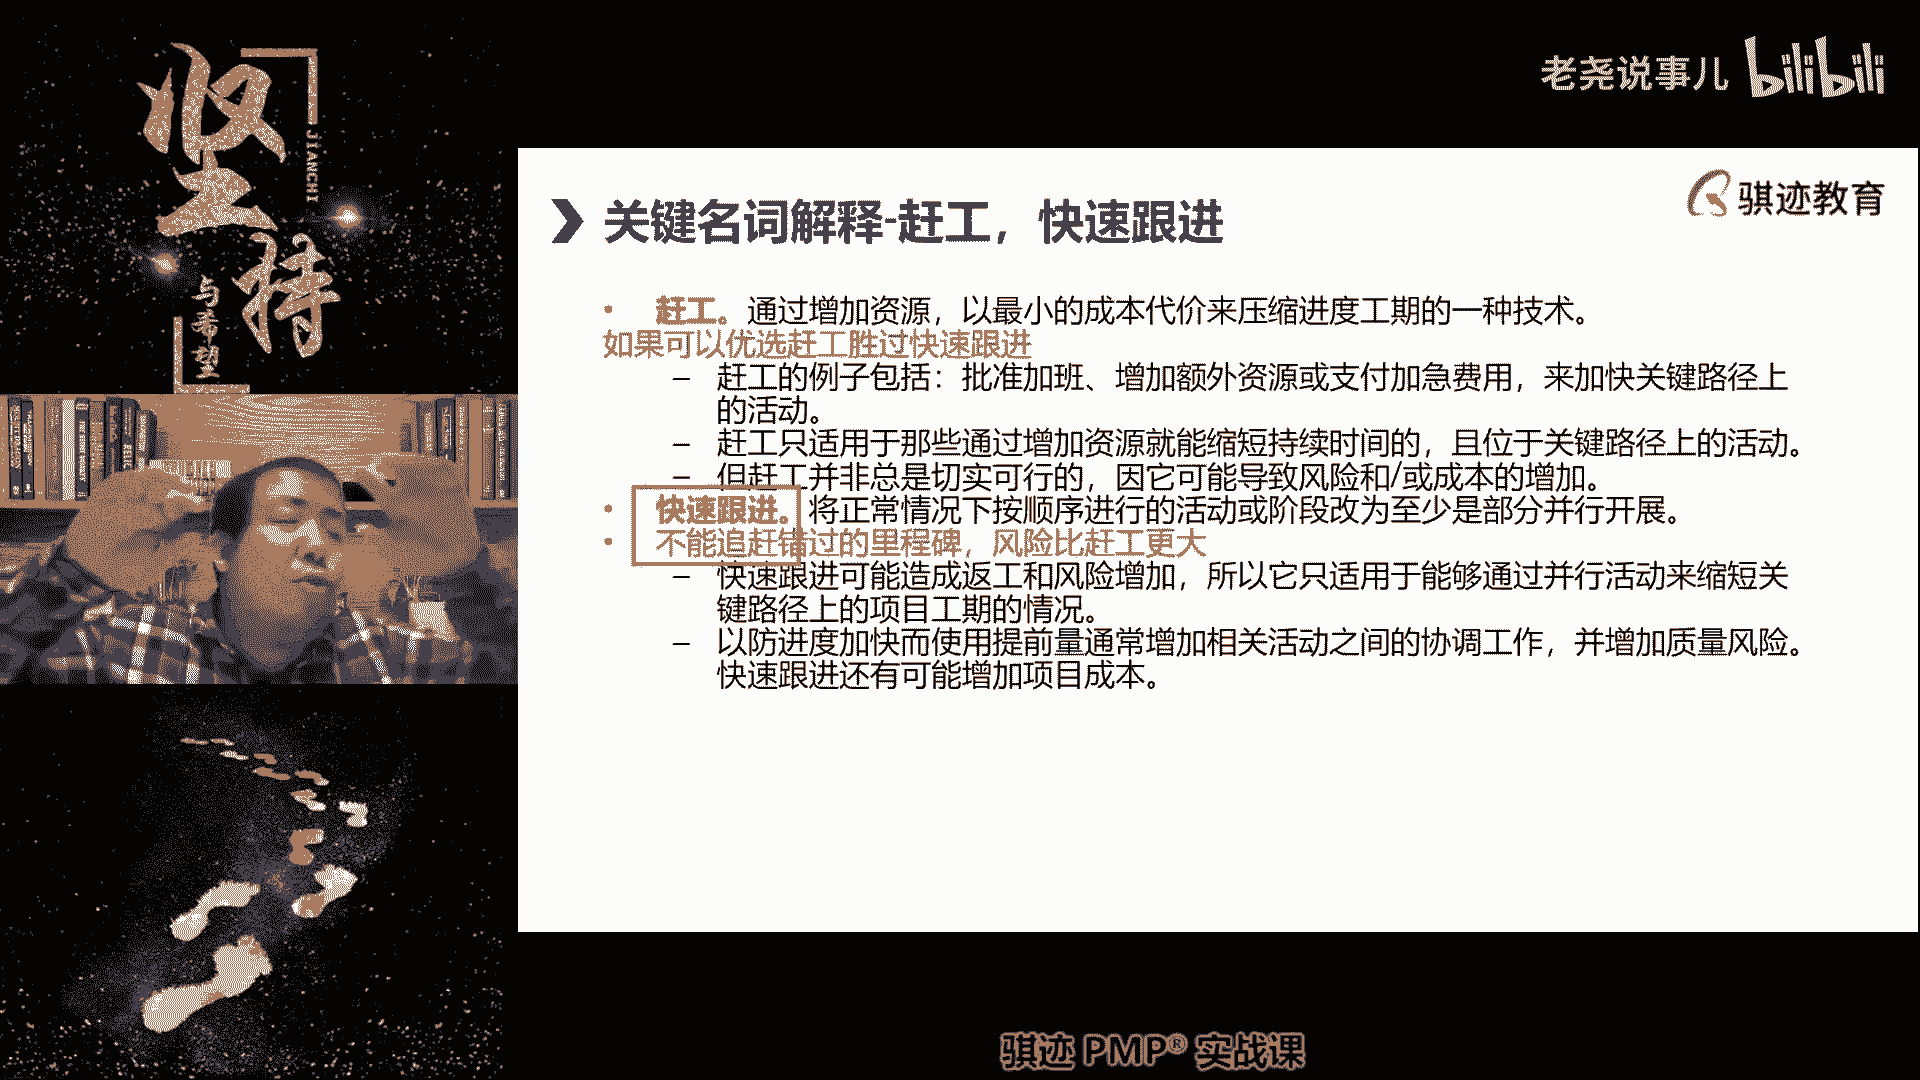 坚持
JIANCHI
与希望
老尧说事儿 bilibili
骐迹教育
关键名词解释-赶工，快速跟进
• 赶工。通过增加资源，以最小的成本代价来压缩进度工期的一种技术。
如果可以优选赶工胜过快速跟进
– 赶工的例子包括：批准加班、增加额外资源或支付加急费用，来加快关键路径上
的活动。
– 赶工只适用于那些通过增加资源就能缩短持续时间的，且位于关键路径上的活动。
– 但赶工并非总是切实可行的，因它可能导致风险和/或成本的增加。
• 快速跟进。将正常情况下按顺序进行的活动或阶段改为至少是部分并行开展。
• 不能追赶错过的里程碑，风险比赶工更大
– 快速跟进可能造成返工和风险增加，所以它只适用于能够通过并行活动来缩短关
键路径上的项目工期的情况。
– 以防进度加快而使用提前量通常增加相关活动之间的协调工作，并增加质量风险。
快速跟进还有可能增加项目成本。
骐迹 PMP® 实战课